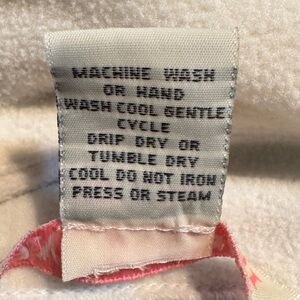 MACHINE WASH
OR HAND
WASH COOL GENTLE
CYCLE
DRIP DRY OR
TUMBLE DRY
COOL DO NOT IRON
PRESS OR STEAM